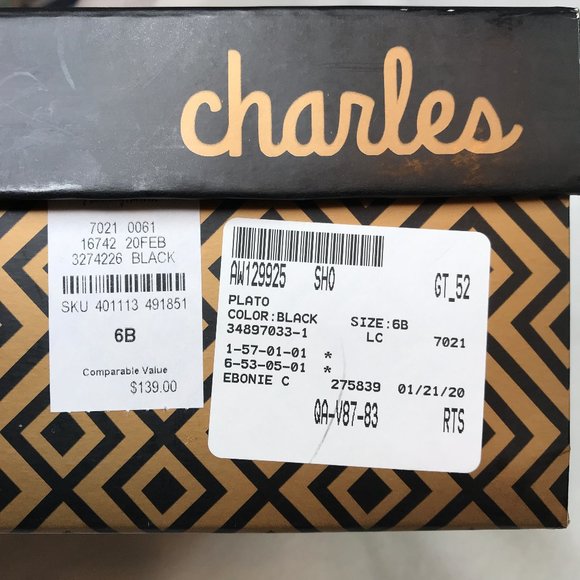 charles
7021 0061
16742 20FEB
3274226 BLACK
SKU 401113 491851
6B
Comparable Value
$139.00
AW129925 SHO GT_52
PLATO
COLOR:BLACK SIZE:6B
34897033-1 LC 7021
1-57-01-01 *
6-53-05-01 *
EBONIE C 275839 01/21/20
QA-V87-83 RTS